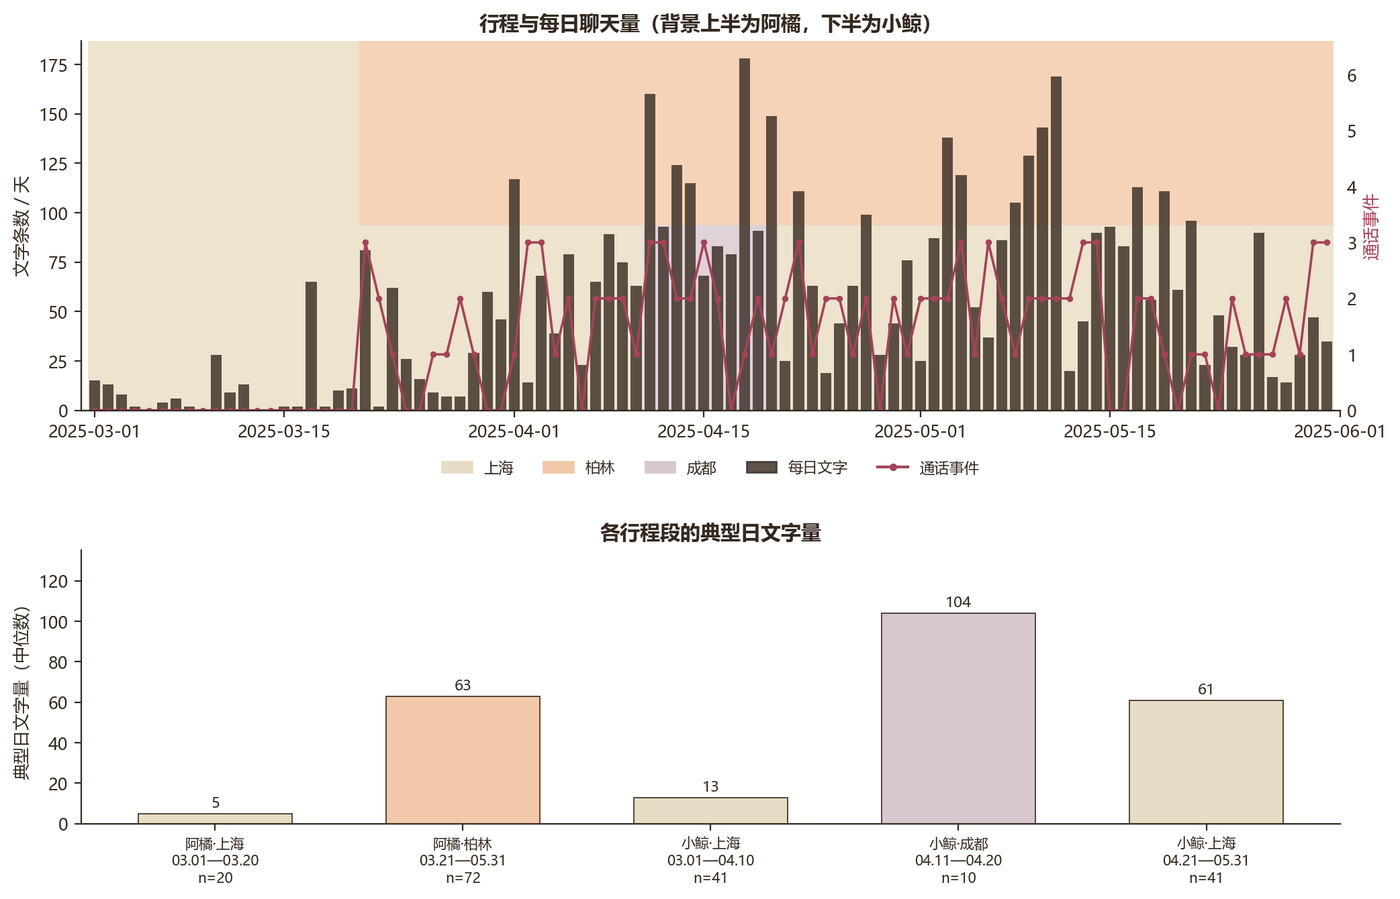 行程与每日聊天量（背景上半为阿橘，下半为小鲸）
文字条数 / 天
175
150
125
100
75
50
25
0
6
5
4
3
2
1
0
通话事件
2025-03-01 2025-03-15 2025-04-01 2025-04-15 2025-05-01 2025-05-15 2025-06-01
上海 柏林 成都 每日文字 通话事件
各行程段的典型日文字量
典型日文字量（中位数）
120
100
80
60
40
20
0
5 63 13 104 61
阿橘·上海 阿橘·柏林 小鲸·上海 小鲸·成都 小鲸·上海
03.01—03.20 03.21—05.31 03.01—04.10 04.11—04.20 04.21—05.31
n=20 n=72 n=41 n=10 n=41